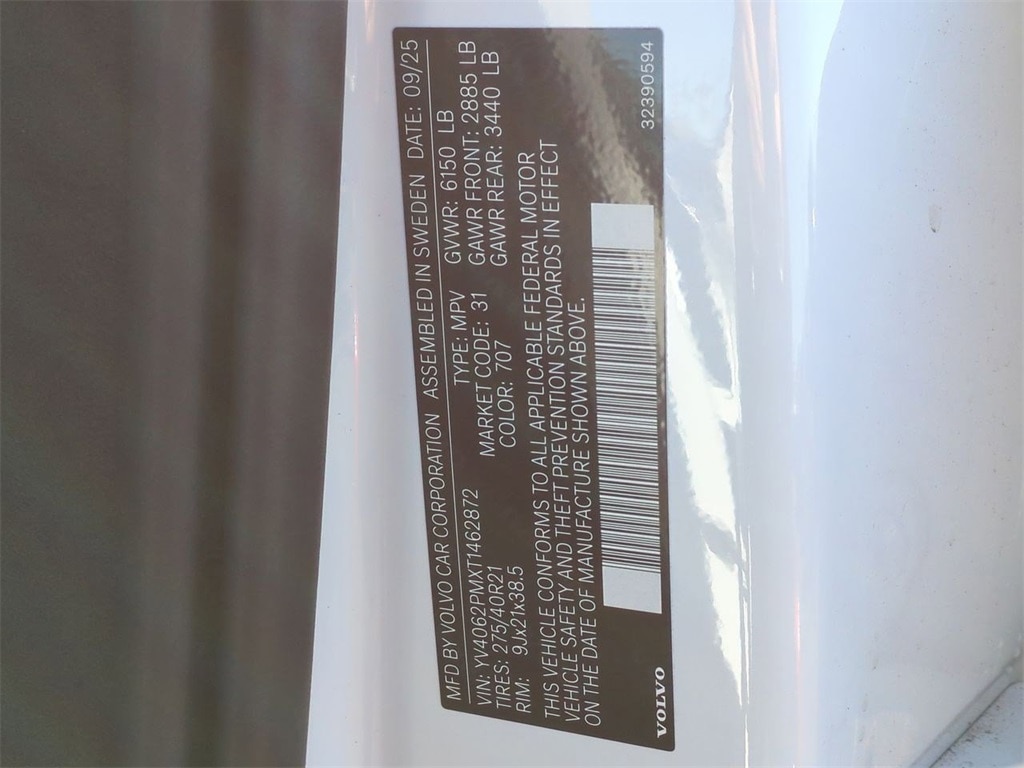 MFD BY VOLVO CAR CORPORATION ASSEMBLED IN SWEDEN DATE: 09/25
VIN: YV4062PMXT1462872 TYPE: MPV GVWR: 6150 LB
TIRES: 275/40R21 MARKET CODE: 31 GAWR FRONT: 2885 LB
RIM: 9Jx21x38.5 COLOR: 707 GAWR REAR: 3440 LB
THIS VEHICLE CONFORMS TO ALL APPLICABLE FEDERAL MOTOR
VEHICLE SAFETY AND THEFT PREVENTION STANDARDS IN EFFECT
ON THE DATE OF MANUFACTURE SHOWN ABOVE.
VOLVO 32390594